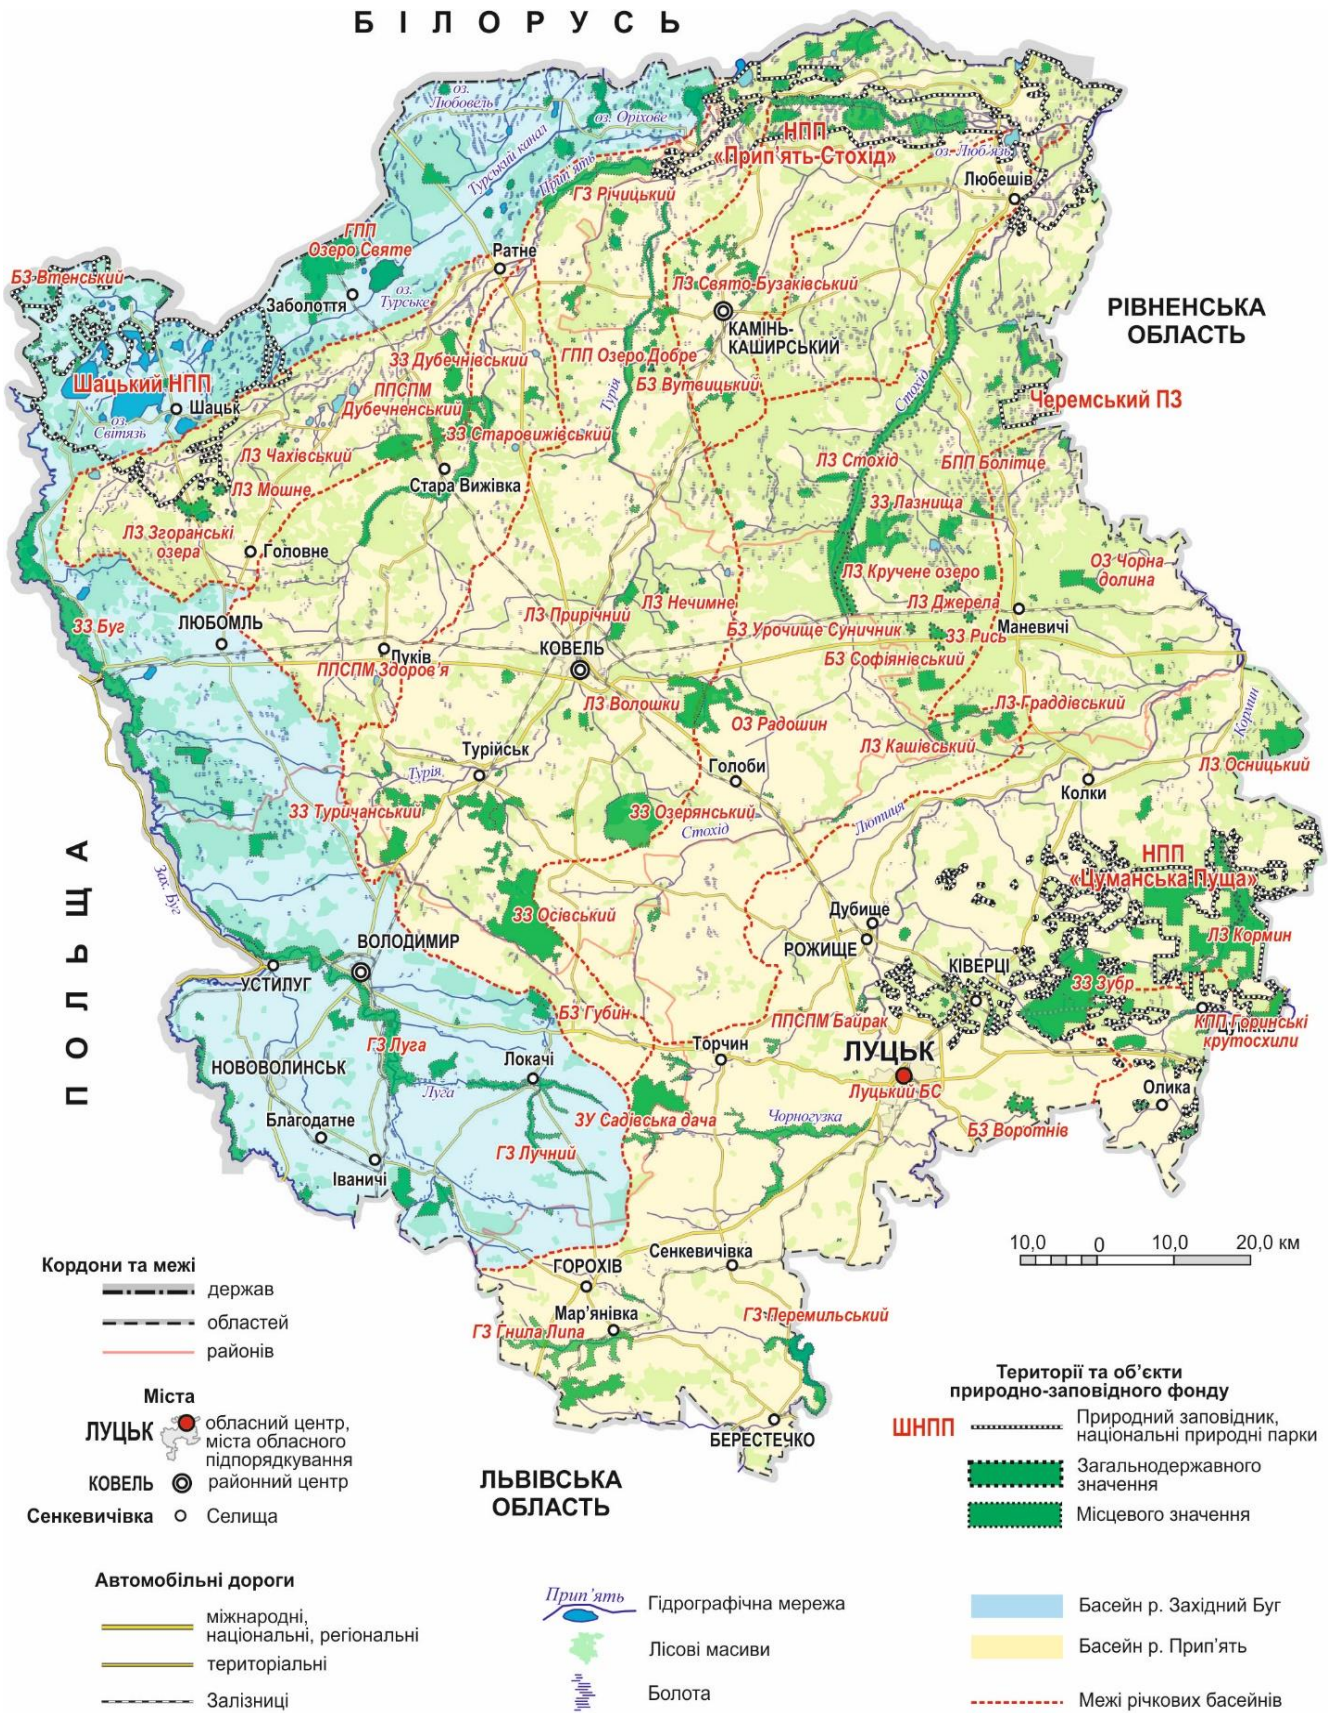 БІЛОРУСЬ
оз.
Любовель
оз. Оріхове
Турський канал
Прип'ять
НПП
«Прип'ять-Стохід»
оз. Люб'язь
Любешів
ГЗ Річицький
ГПП
Озеро Святе
Ратне
БЗ Втенський
Заболоття
оз.
Турське
ЛЗ Свято-Бузаківський
КАМІНЬ-
КАШИРСЬКИЙ
РІВНЕНСЬКА
ОБЛАСТЬ
ЗЗ Дубечнівський
ГПП Озеро Добре
Шацький НПП
ППСПМ
Дубечненський
Турія
БЗ Вутвицький
Стохід
Черемський ПЗ
Шацьк
оз.
Світязь
ЗЗ Старовижівський
ЛЗ Чахівський
ЛЗ Стохід
БПП Болітце
Стара Вижівка
ЛЗ Мошне
ЗЗ Лазнища
ЛЗ Згоранські
озера
Головне
ОЗ Чорна
долина
ЛЗ Кручене озеро
ЛЗ Нечимне
ЛЗ Джерела
ЛЗ Прирічний
ЗЗ Буг
ЛЮБОМЛЬ
БЗ Урочище Суничник
Маневичі
ЗЗ Рись
КОВЕЛЬ
Луків
ППСПМ Здоров'я
БЗ Софіянівський
ЛЗ Волошки
ЛЗ Граддівський
ОЗ Радошин
Кормин
ЛЗ Кашівський
Турійськ
Турія
Голоби
ЛЗ Осницький
Колки
ЗЗ Туричанський
ЗЗ Озерянський
Стохід
Лютиця
ПОЛЬЩА
Зах. Буг
НПП
«Цуманська Пуща»
ЗЗ Осівський
Дубище
ВОЛОДИМИР
РОЖИЩЕ
ЛЗ Кормин
КІВЕРЦІ
УСТИЛУГ
ЗЗ Зубр
БЗ Губин
ППСПМ Байрак
КПП Горинські
крутосхили
Цумань
ГЗ Луга
Торчин
ЛУЦЬК
Локачі
НОВОВОЛИНСЬК
Луга
Луцький БС
Олика
Благодатне
ЗУ Садівська дача
Чорногузка
БЗ Воротнів
ГЗ Лучний
Іваничі
Сенкевичівка
ГОРОХІВ
Мар'янівка
ГЗ Перемильський
ГЗ Гнила Липа
БЕРЕСТЕЧКО
ЛЬВІВСЬКА
ОБЛАСТЬ
10,0 0 10,0 20,0 км
Кордони та межі
держав
областей
районів
Міста
ЛУЦЬК
обласний центр,
міста обласного
підпорядкування
КОВЕЛЬ
районний центр
Сенкевичівка
Селища
Території та об'єкти
природно-заповідного фонду
ШНПП
Природний заповідник,
національні природні парки
Загальнодержавного
значення
Місцевого значення
Автомобільні дороги
міжнародні,
національні, регіональні
територіальні
Залізниці
Прип'ять
Гідрографічна мережа
Лісові масиви
Болота
Басейн р. Західний Буг
Басейн р. Прип'ять
Межі річкових басейнів